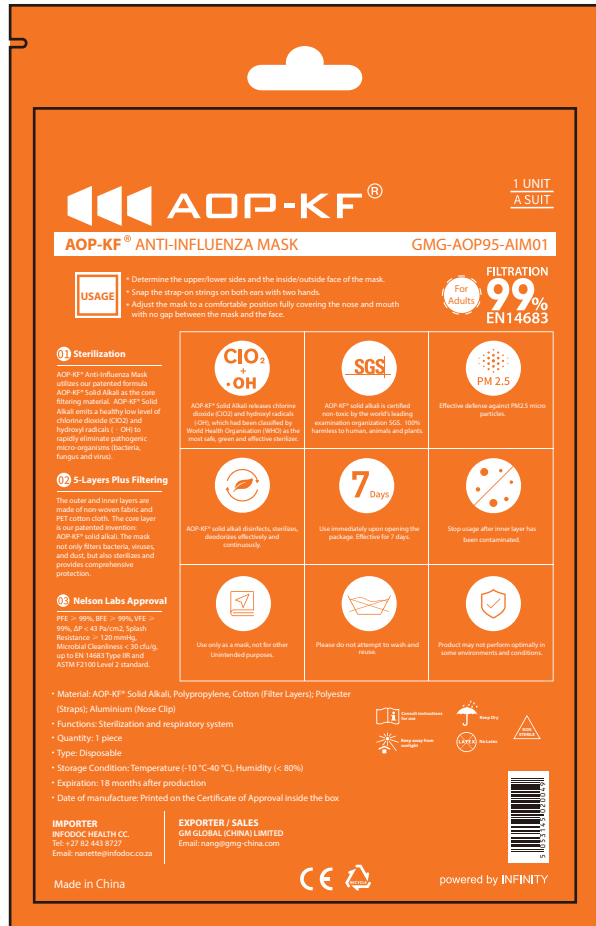 AOP-KF®
1 UNIT
A SUIT
AOP-KF® ANTI-INFLUENZA MASK
GMG-AOP95-AIM01
USAGE
• Determine the upper/lower sides and the inside/outside face of the mask.
• Snap the strap-on strings on both ears with two hands.
• Adjust the mask to a comfortable position fully covering the nose and mouth
with no gap between the mask and the face.
For
Adults
FILTRATION
99%
EN14683
01 Sterilization
AOP-KF® Anti-Influenza Mask
utilizes our patented formula
AOP-KF® Solid Alkali as the core
filtering material. AOP-KF® Solid
Alkali emits a healthy low level of
chlorine dioxide (ClO2) and
hydroxyl radicals ( · OH) to
rapidly eliminate pathogenic
micro-organisms (bacteria,
fungus and virus).
02 5-Layers Plus Filtering
The outer and inner layers are
made of non-woven fabric and
PET cotton cloth. The core layer
is our patented invention:
AOP-KF® solid alkali. The mask
not only filters bacteria, viruses,
and dust, but also sterilizes and
provides comprehensive
protection.
03 Nelson Labs Approval
PFE ≥ 99%, BFE ≥ 99%, VFE ≥
99%, ΔP < 43 Pa/cm2, Splash
Resistance ≥ 120 mmHg,
Microbial Cleanliness < 30 cfu/g,
up to EN 14683 Type IIR and
ASTM F2100 Level 2 standard.
ClO₂
+
·OH
AOP-KF® Solid Alkali releases chlorine
dioxide (ClO2) and hydroxyl radicals
(·OH), which had been classified by
World Health Organisation (WHO) as the
most safe, green and effective sterilizer.
SGS
AOP-KF® solid alkali is certified
non-toxic by the world's leading
examination organization SGS. 100%
harmless to human, animals and plants.
PM 2.5
Effective defense against PM2.5 micro
particles.
AOP-KF® solid alkali disinfects, sterilizes,
deodorizes effectively and
continuously.
7 Days
Use immediately upon opening the
package. Effective for 7 days.
Stop usage after inner layer has
been contaminated.
Use only as a mask, not for other
Unintended purposes.
Please do not attempt to wash and
reuse.
Product may not perform optimally in
some environments and conditions.
• Material: AOP-KF® Solid Alkali, Polypropylene, Cotton (Filter Layers); Polyester
(Straps); Aluminium (Nose Clip)
• Functions: Sterilization and respiratory system
• Quantity: 1 piece
• Type: Disposable
• Storage Condition: Temperature (-10 °C-40 °C), Humidity (< 80%)
• Expiration: 18 months after production
• Date of manufacture: Printed on the Certificate of Approval inside the box
Consult instructions
for use
Keep Dry
Keep away from
sunlight
LATEX
No Latex
NON
STERILE
IMPORTER
INFODOC HEALTH CC.
Tel: +27 82 443 8727
Email: nanette@infodoc.co.za
EXPORTER / SALES
GM GLOBAL (CHINA) LIMITED
Email: nang@gmg-china.com
5 055145 020049
Made in China
CE
RECYCLE
powered by INFINITY